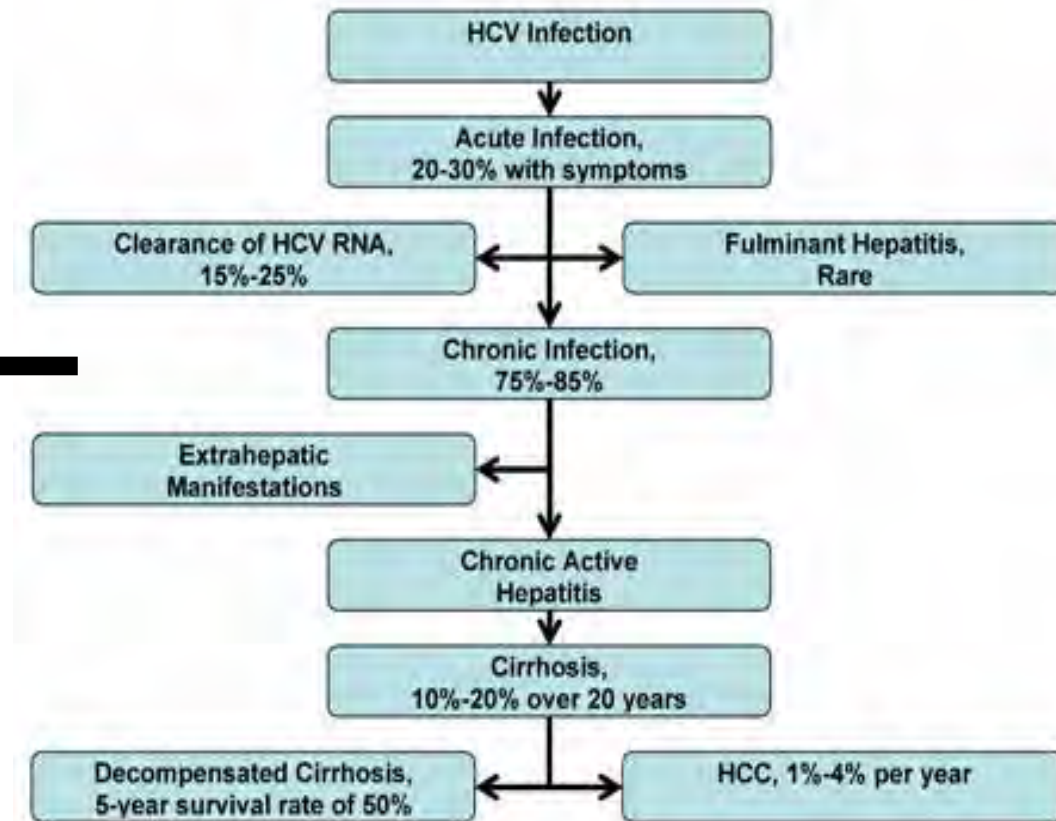 HCV Infection
Acute Infection,
20-30% with symptoms
Clearance of HCV RNA,
15%-25%
Fulminant Hepatitis,
Rare
Chronic Infection,
75%-85%
Extrahepatic
Manifestations
Chronic Active
Hepatitis
Cirrhosis,
10%-20% over 20 years
Decompensated Cirrhosis,
5-year survival rate of 50%
HCC, 1%-4% per year